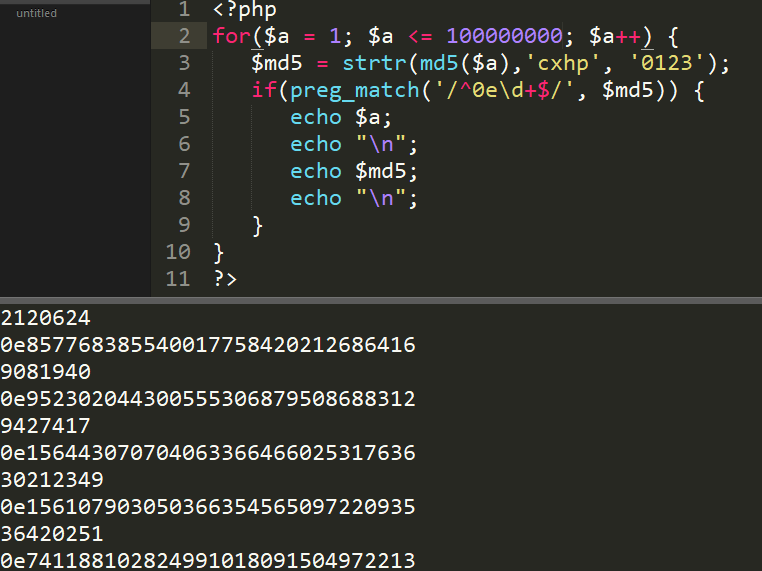 untitled
1 <?php
2 for($a = 1; $a <= 100000000; $a++) {
3 $md5 = strtr(md5($a),'cxhp', '0123');
4 if(preg_match('/^0e\d+$/', $md5)) {
5 echo $a;
6 echo "\n";
7 echo $md5;
8 echo "\n";
9 }
10 }
11 ?>
2120624
0e857768385540017758420212686416
9081940
0e952302044300555306879508688312
9427417
0e156443070704063366466025317636
30212349
0e156107903050366354565097220935
36420251
0e741188102824991018091504972213